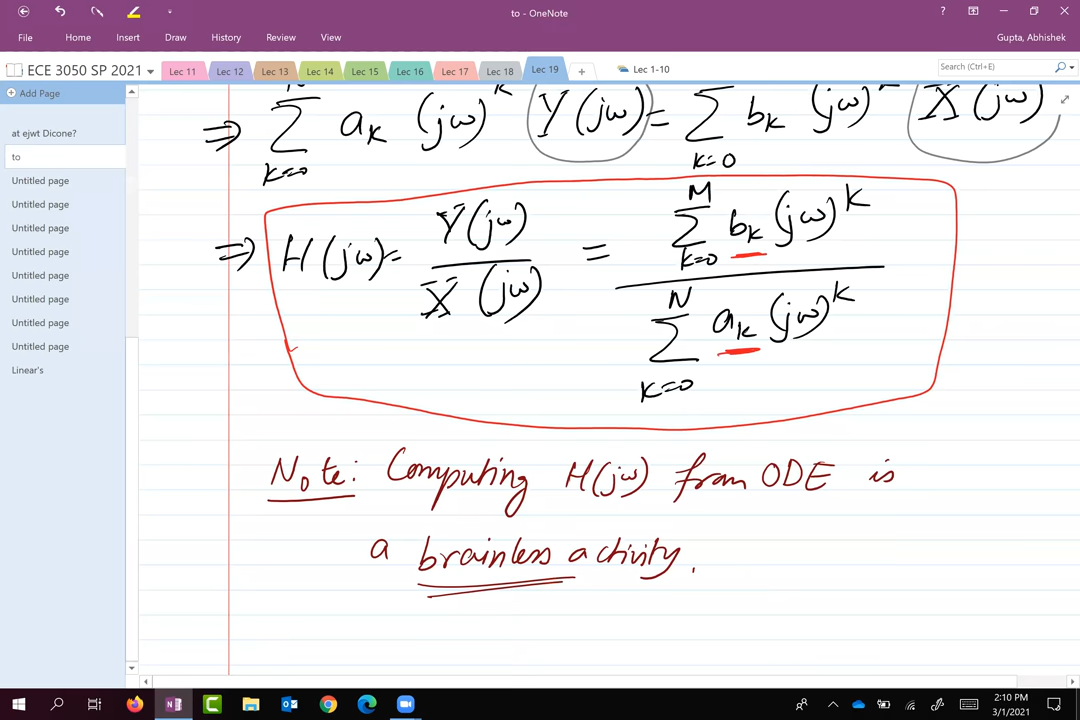 to - OneNote
Gupta, Abhishek
File Home Insert Draw History Review View
ECE 3050 SP 2021
Lec 11 Lec 12 Lec 13 Lec 14 Lec 15 Lec 16 Lec 17 Lec 18 Lec 19 + Lec 1-10
Search (Ctrl+E)
Add Page
at ejwt Dicone?
to
Untitled page
Untitled page
Untitled page
Untitled page
Untitled page
Untitled page
Untitled page
Untitled page
Linear's
⇒ ∑ k=0 a_k (jω)^k Y(jω) = ∑ k=0 b_k (jω)^k X(jω)
⇒ H(jω) = Y(jω) / X(jω) = ∑ k=0 M b_k (jω)^k / ∑ k=0 N a_k (jω)^k
Note: Computing H(jω) from ODE is
a brainless activity.
2:10 PM
3/1/2021